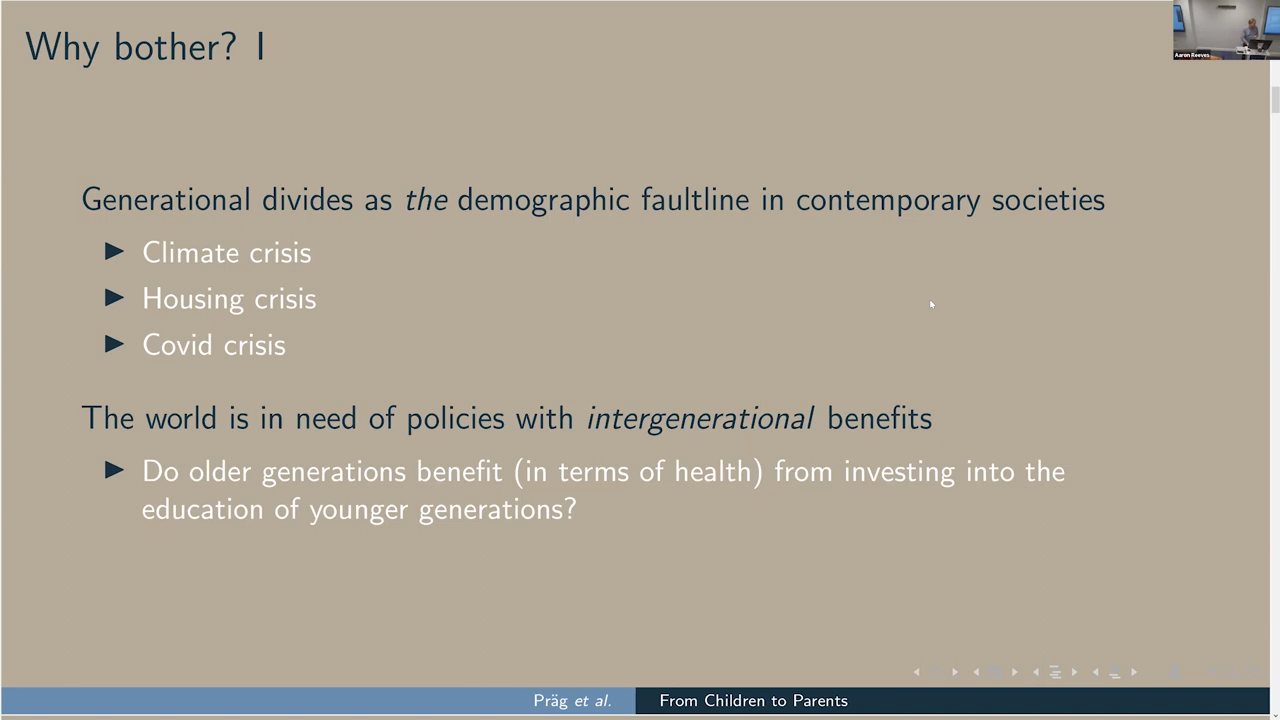 Why bother? I
Aaron Reeves
Generational divides as the demographic faultline in contemporary societies
Climate crisis
Housing crisis
Covid crisis
The world is in need of policies with intergenerational benefits
Do older generations benefit (in terms of health) from investing into the
education of younger generations?
Präg et al.
From Children to Parents